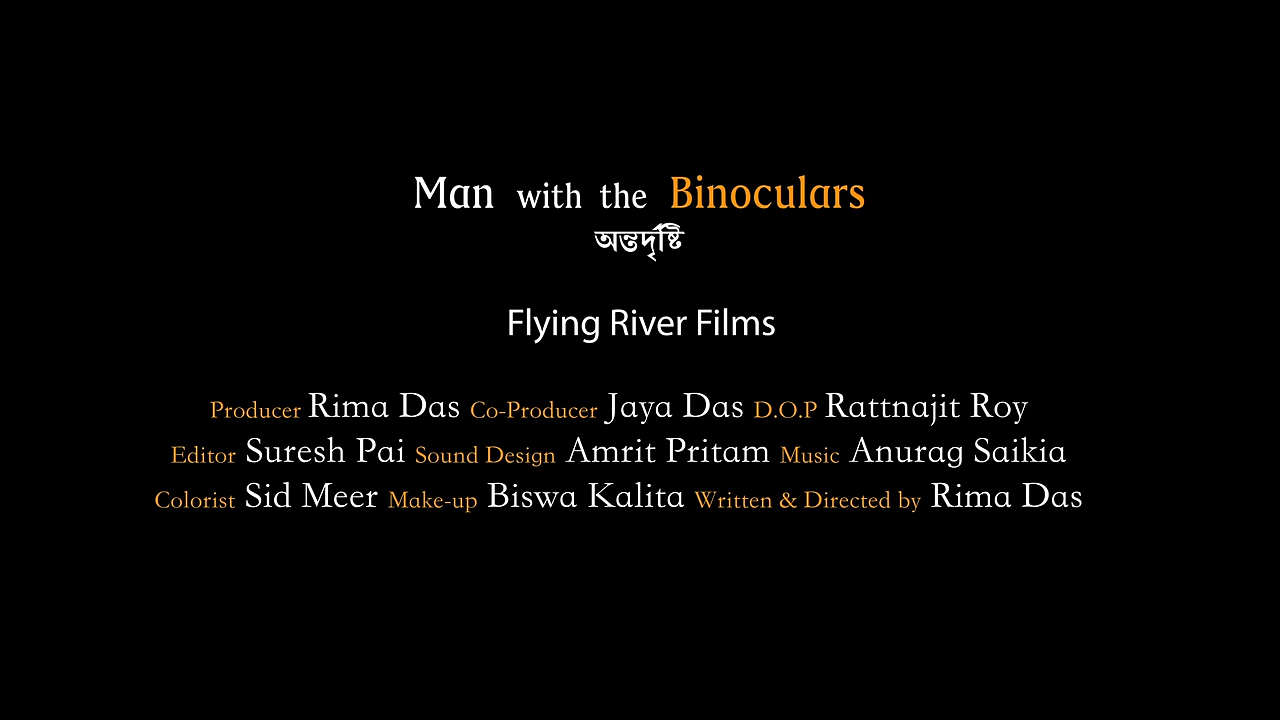 Man with the Binoculars
অন্তৰ্দৃষ্টি
Flying River Films
Producer Rima Das Co-Producer Jaya Das D.O.P Rattnajit Roy
Editor Suresh Pai Sound Design Amrit Pritam Music Anurag Saikia
Colorist Sid Meer Make-up Biswa Kalita Written & Directed by Rima Das